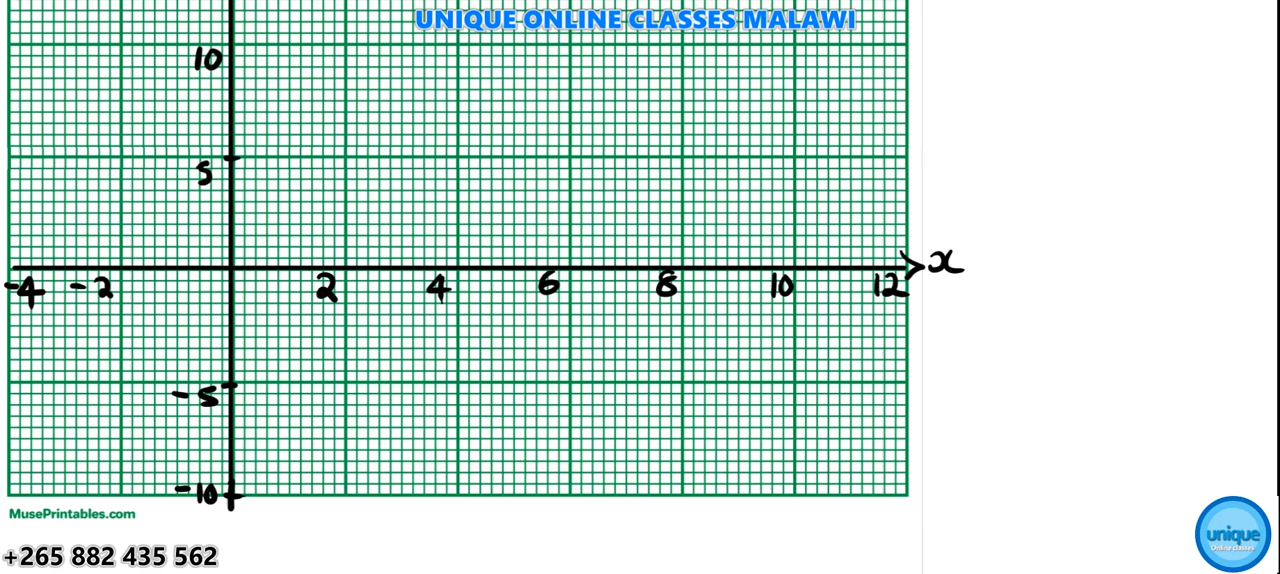 UNIQUE ONLINE CLASSES MALAWI
10
5
x
-4 -2 2 4 6 8 10 12
-5
-10
MusePrintables.com
unique
Online classes
+265 882 435 562